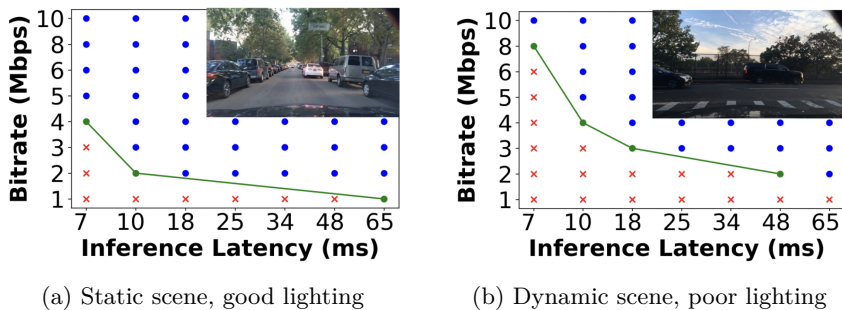 10
8
6
5
4
3
2
1
Bitrate (Mbps)
7 10 18 25 34 48 65
Inference Latency (ms)
(a) Static scene, good lighting
10
8
6
5
4
3
2
1
Bitrate (Mbps)
7 10 18 25 34 48 65
Inference Latency (ms)
(b) Dynamic scene, poor lighting